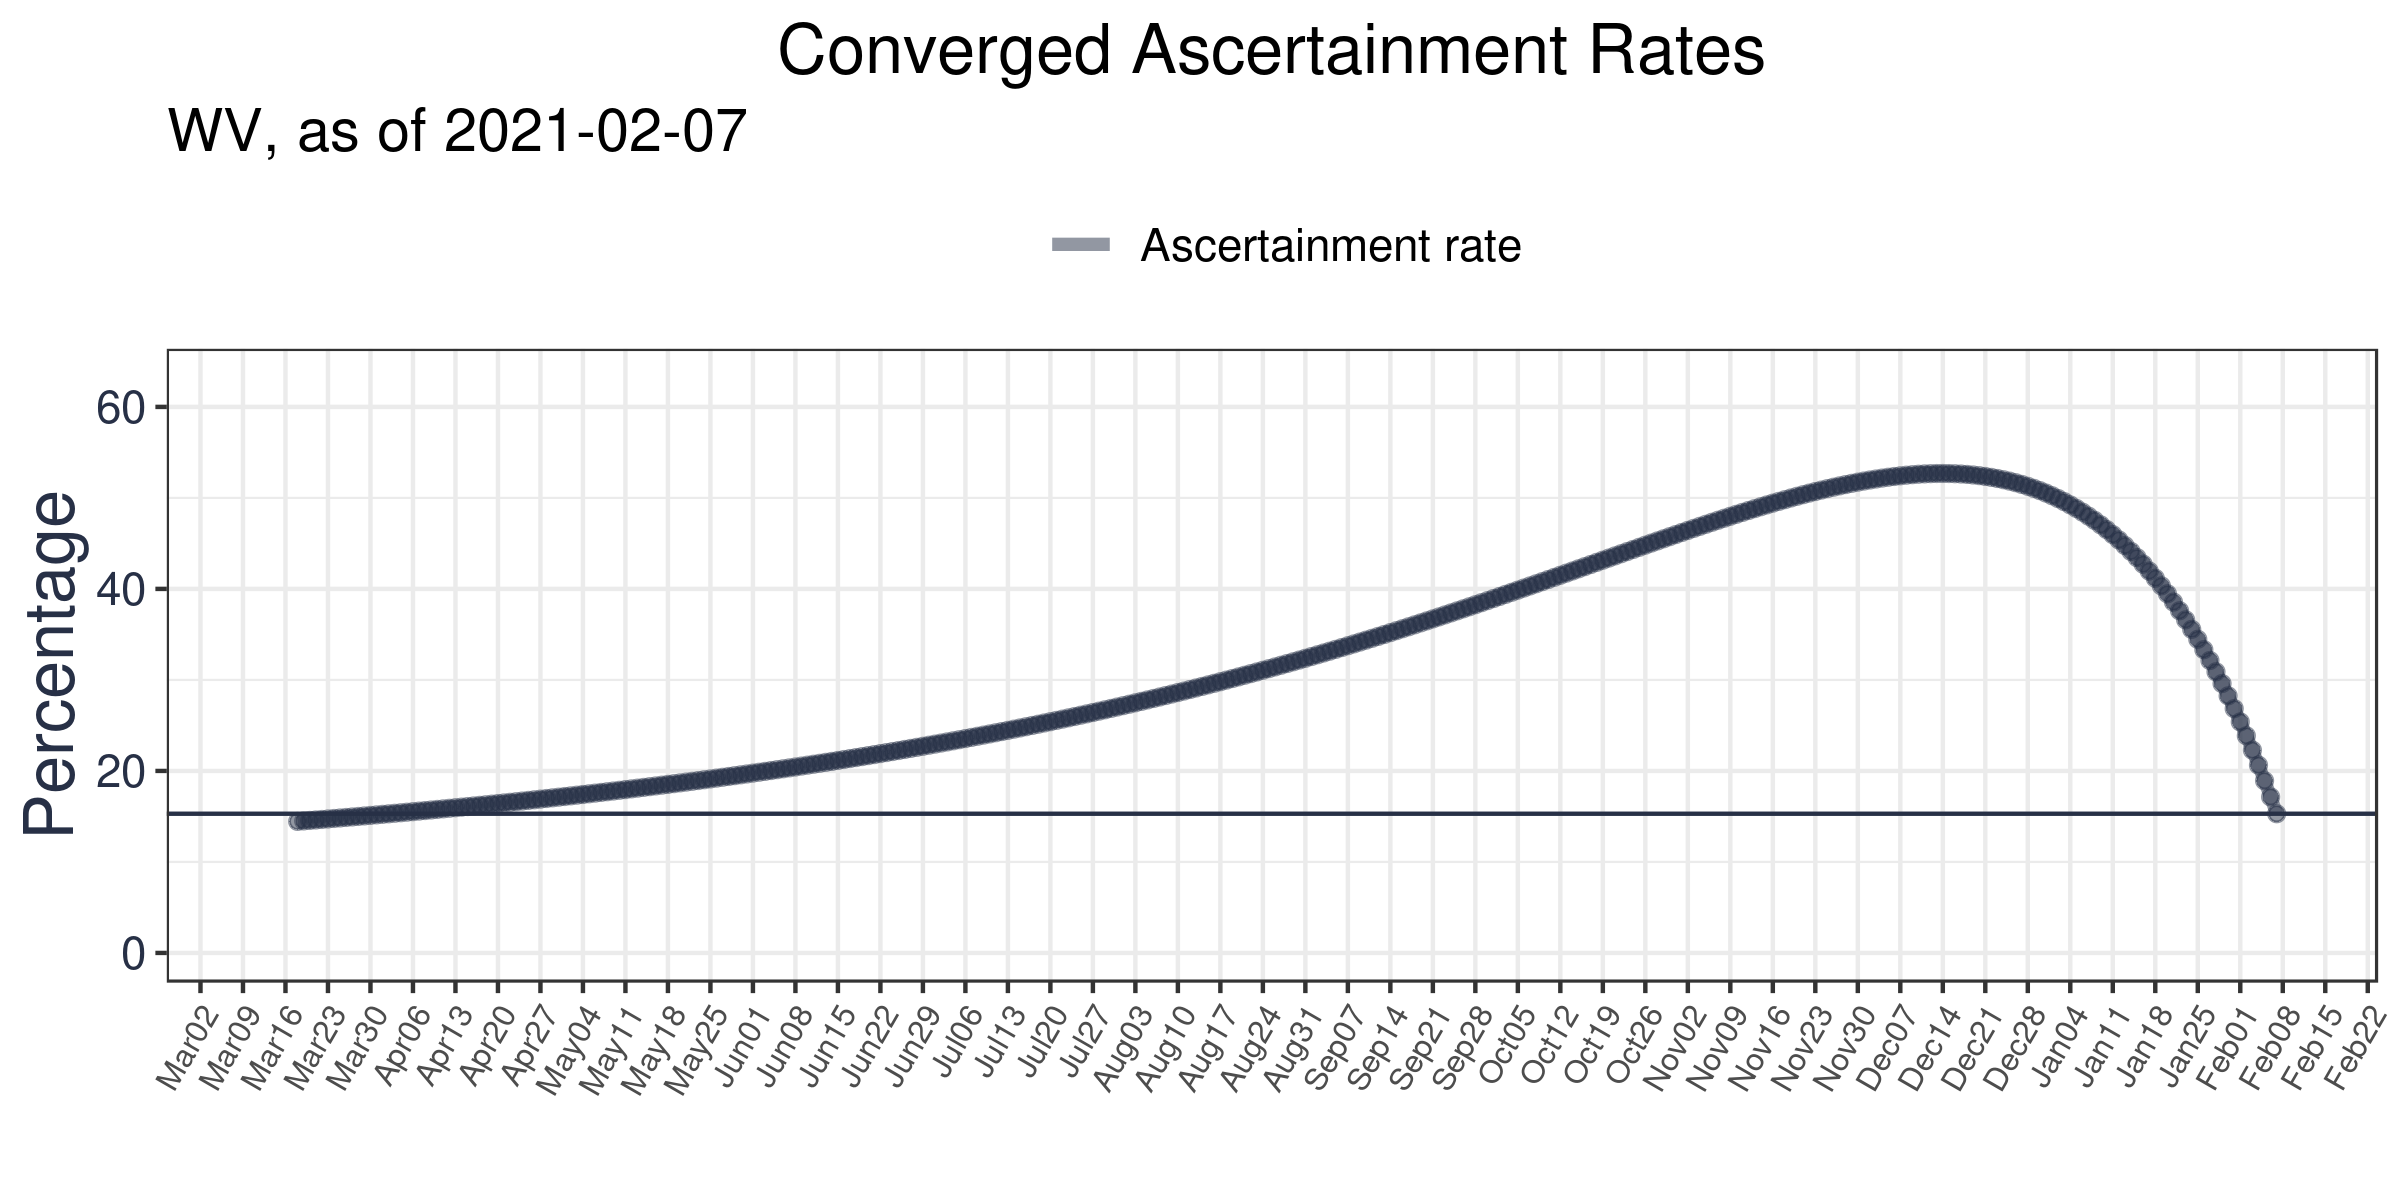 Converged Ascertainment Rates
WV, as of 2021-02-07
Ascertainment rate
Percentage
60
40
20
0
Mar02 Mar09 Mar16 Mar23 Mar30 Apr06 Apr13 Apr20 Apr27 May04 May11 May18 May25 Jun01 Jun08 Jun15 Jun22 Jun29 Jul06 Jul13 Jul20 Jul27 Aug03 Aug10 Aug17 Aug24 Aug31 Sep07 Sep14 Sep21 Sep28 Oct05 Oct12 Oct19 Oct26 Nov02 Nov09 Nov16 Nov23 Nov30 Dec07 Dec14 Dec21 Dec28 Jan04 Jan11 Jan18 Jan25 Feb01 Feb08 Feb15 Feb22